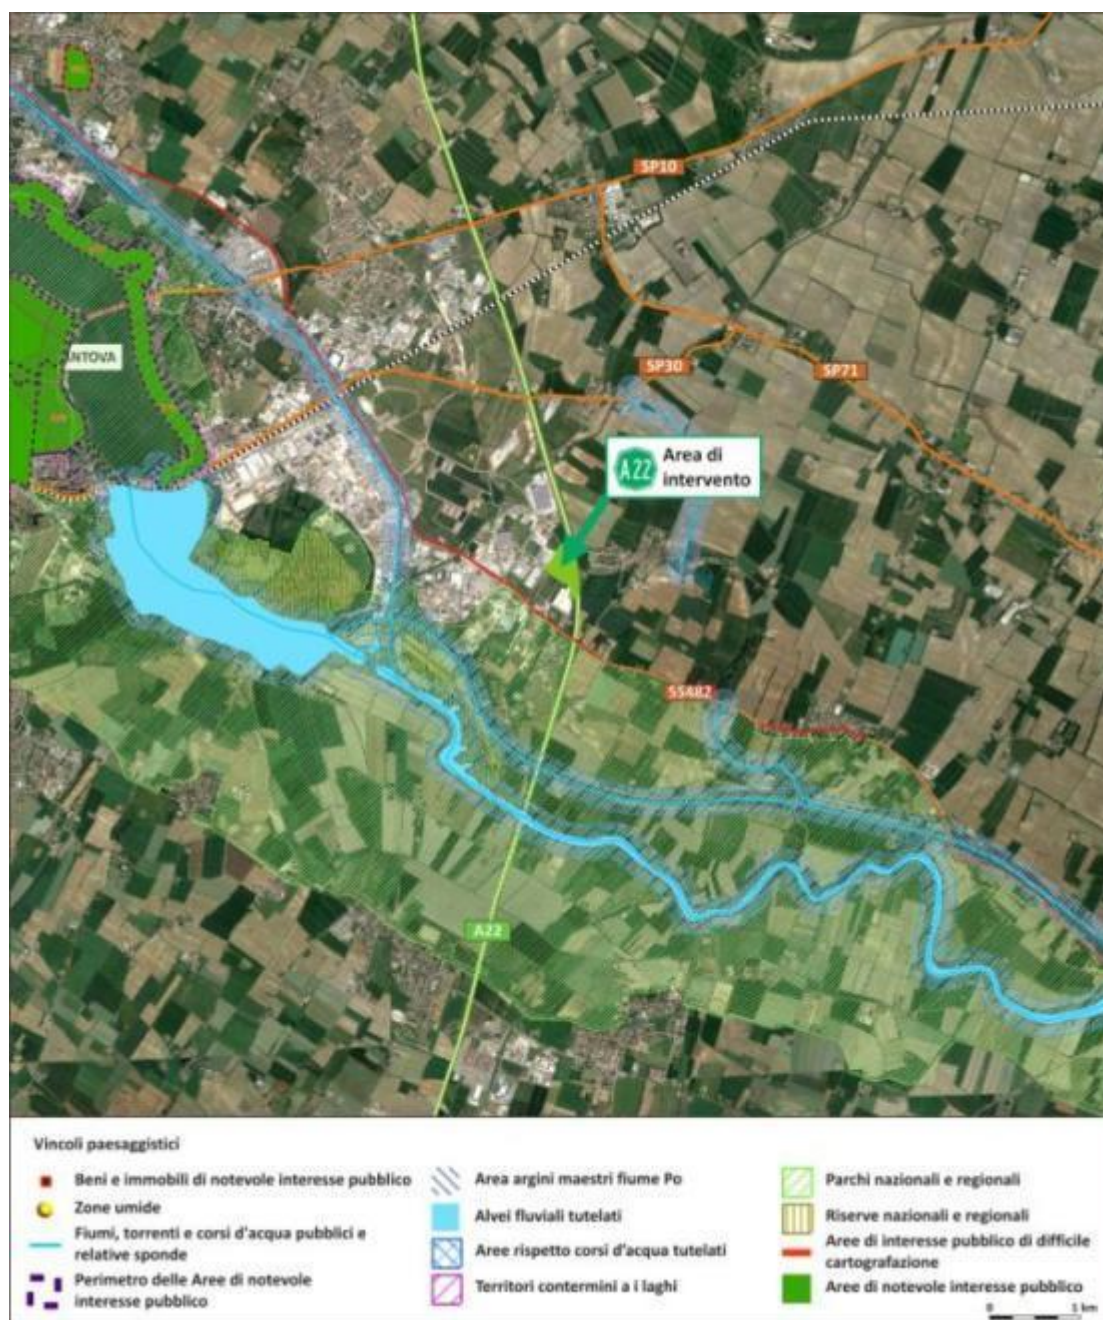 SP10
NTOVA
SP30
SP71
A22
Area di
intervento
SS482
A22
Vincoli paesaggistici
Beni e immobili di notevole interesse pubblico
Zone umide
Fiumi, torrenti e corsi d'acqua pubblici e
relative sponde
Perimetro delle Aree di notevole
interesse pubblico
Area argini maestri fiume Po
Alvei fluviali tutelati
Aree rispetto corsi d'acqua tutelati
Territori contermini a i laghi
Parchi nazionali e regionali
Riserve nazionali e regionali
Aree di interesse pubblico di difficile
cartografazione
Aree di notevole interesse pubblico
0 1 km